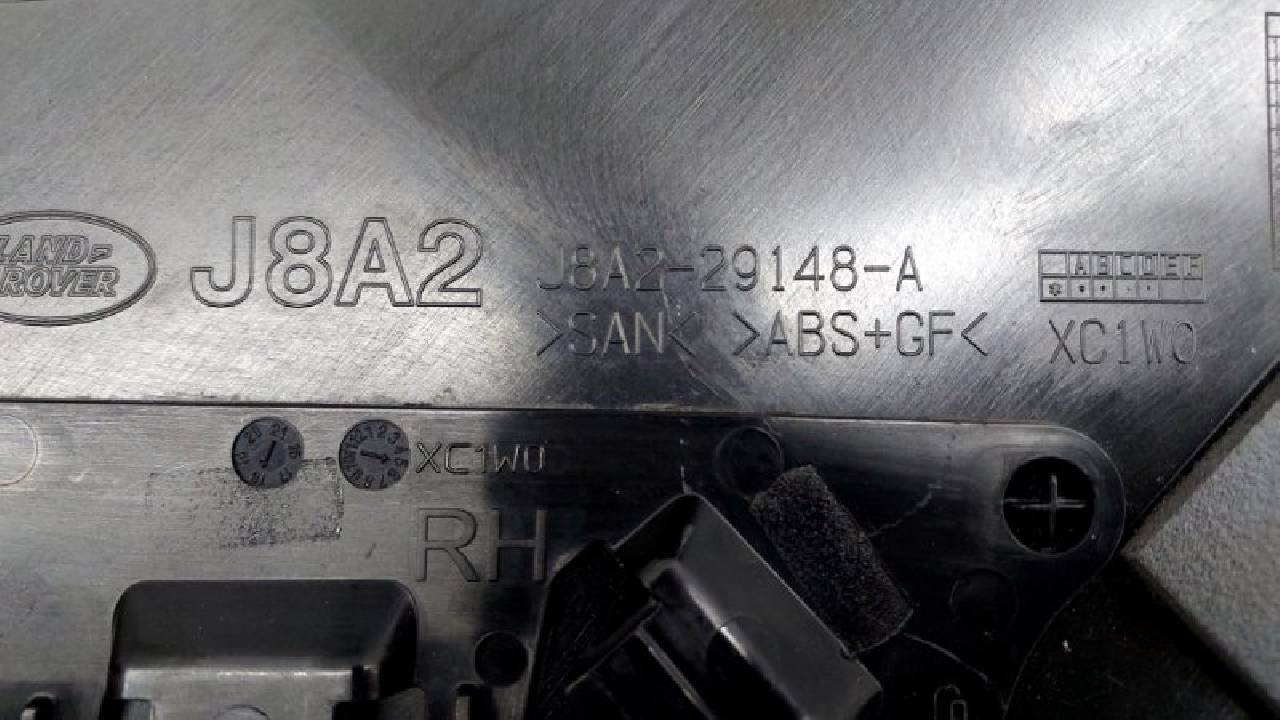 LAND-
ROVER
J8A2
J8A2-29148-A
>SAN< >ABS+GF<
A B C D E F
XC1W0
XC1W0
RH